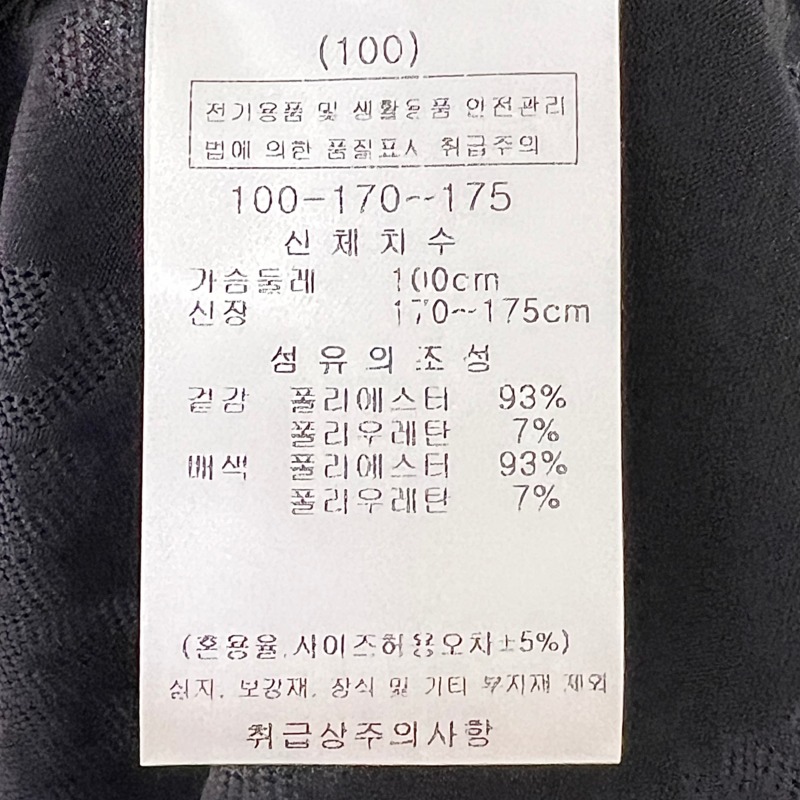 (100)
전기용품 및 생활용품 안전관리
법에 의한 품질표시 취급주의
100-170~175
신체치수
가슴둘레 100cm
신장 170~175cm
섬유의조성
겉감 폴리에스터 93%
폴리우레탄 7%
배색 폴리에스터 93%
폴리우레탄 7%
(혼용율,사이즈허용오차±5%)
심지, 보강재, 장식 및 기타 부자재 제외
취급상주의사항